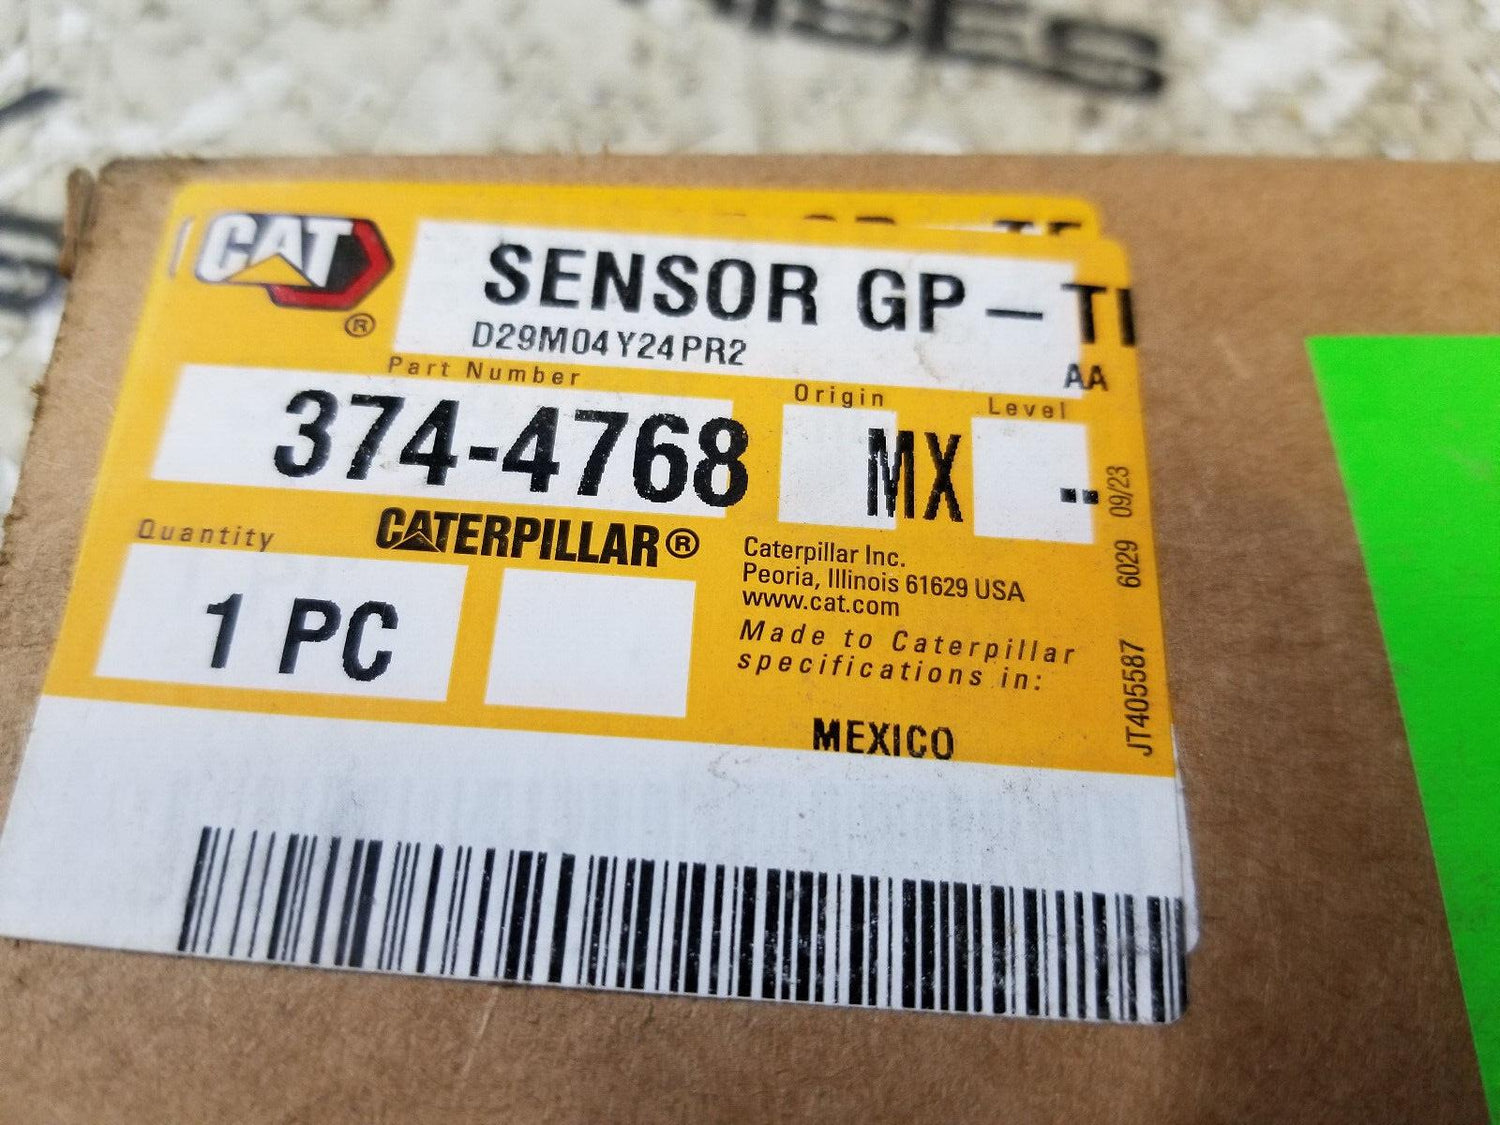 CAT
®
SENSOR GP-TI
D29M04Y24PR2
AA
Part Number
Origin
Level
374-4768
MX
--
Quantity
CATERPILLAR®
1 PC
Caterpillar Inc.
Peoria, Illinois 61629 USA
www.cat.com
Made to Caterpillar
specifications in:
MEXICO
JT405587 6029 09/23